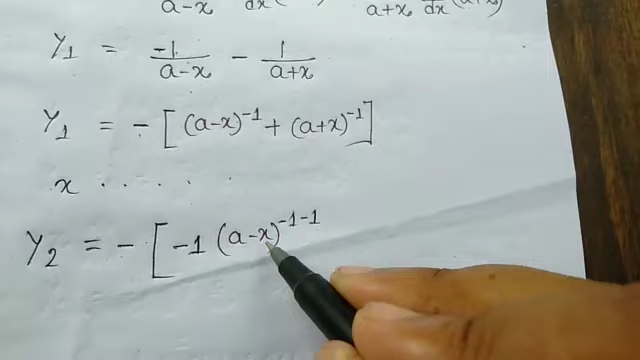 a-x dx a+x dx (a+x)
y₁ = -1/(a-x) - 1/(a+x)
y₁ = - [(a-x)⁻¹ + (a+x)⁻¹]
x . . . . .
y₂ = - [-1 (a-x)⁻¹⁻¹